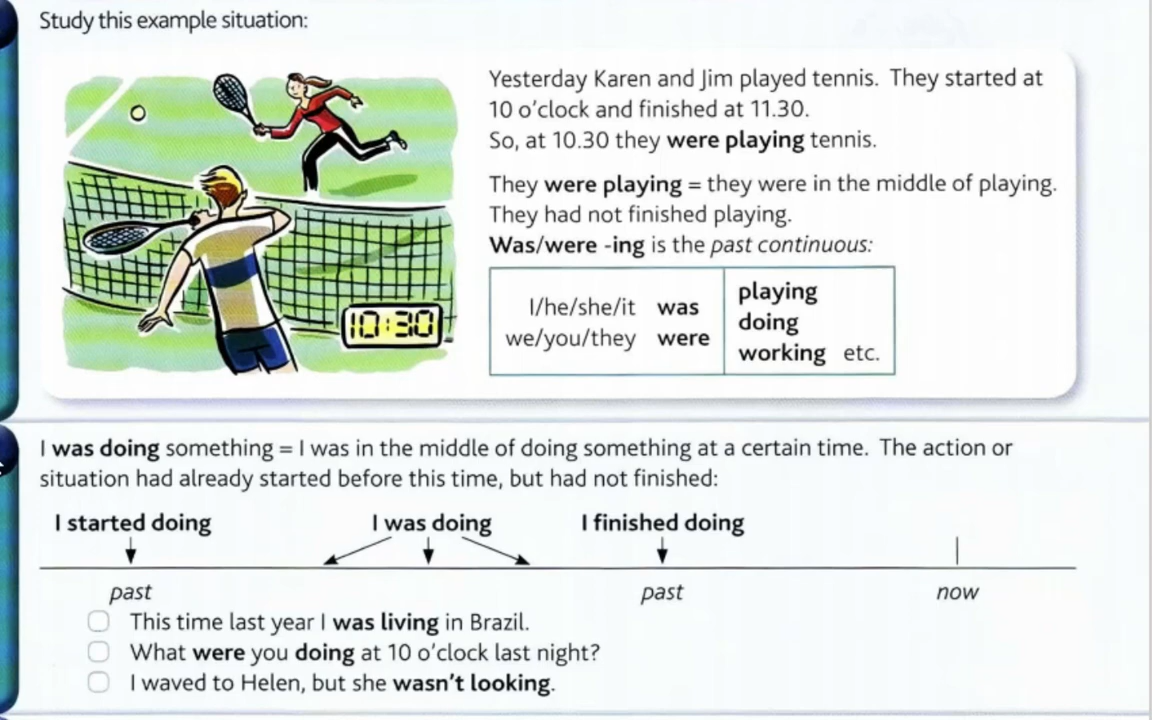 Study this example situation:
Yesterday Karen and Jim played tennis. They started at
10 o'clock and finished at 11.30.
So, at 10.30 they were playing tennis.
They were playing = they were in the middle of playing.
They had not finished playing.
Was/were -ing is the past continuous:
I/he/she/it was
we/you/they were
playing
doing
working etc.
10:30
I was doing something = I was in the middle of doing something at a certain time. The action or
situation had already started before this time, but had not finished:
I started doing I was doing I finished doing
past past now
This time last year I was living in Brazil.
What were you doing at 10 o'clock last night?
I waved to Helen, but she wasn't looking.